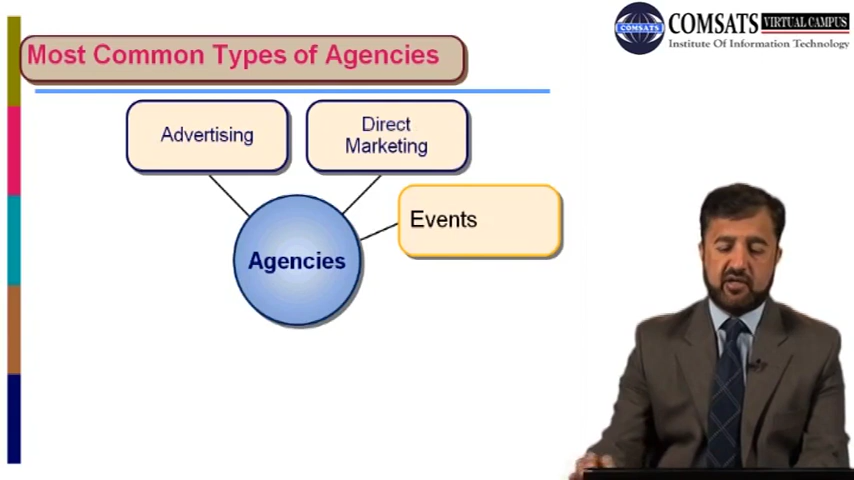 Most Common Types of Agencies
COMSATS
COMSATS VIRTUAL CAMPUS
Institute Of Information Technology
Advertising
Direct
Marketing
Events
Agencies